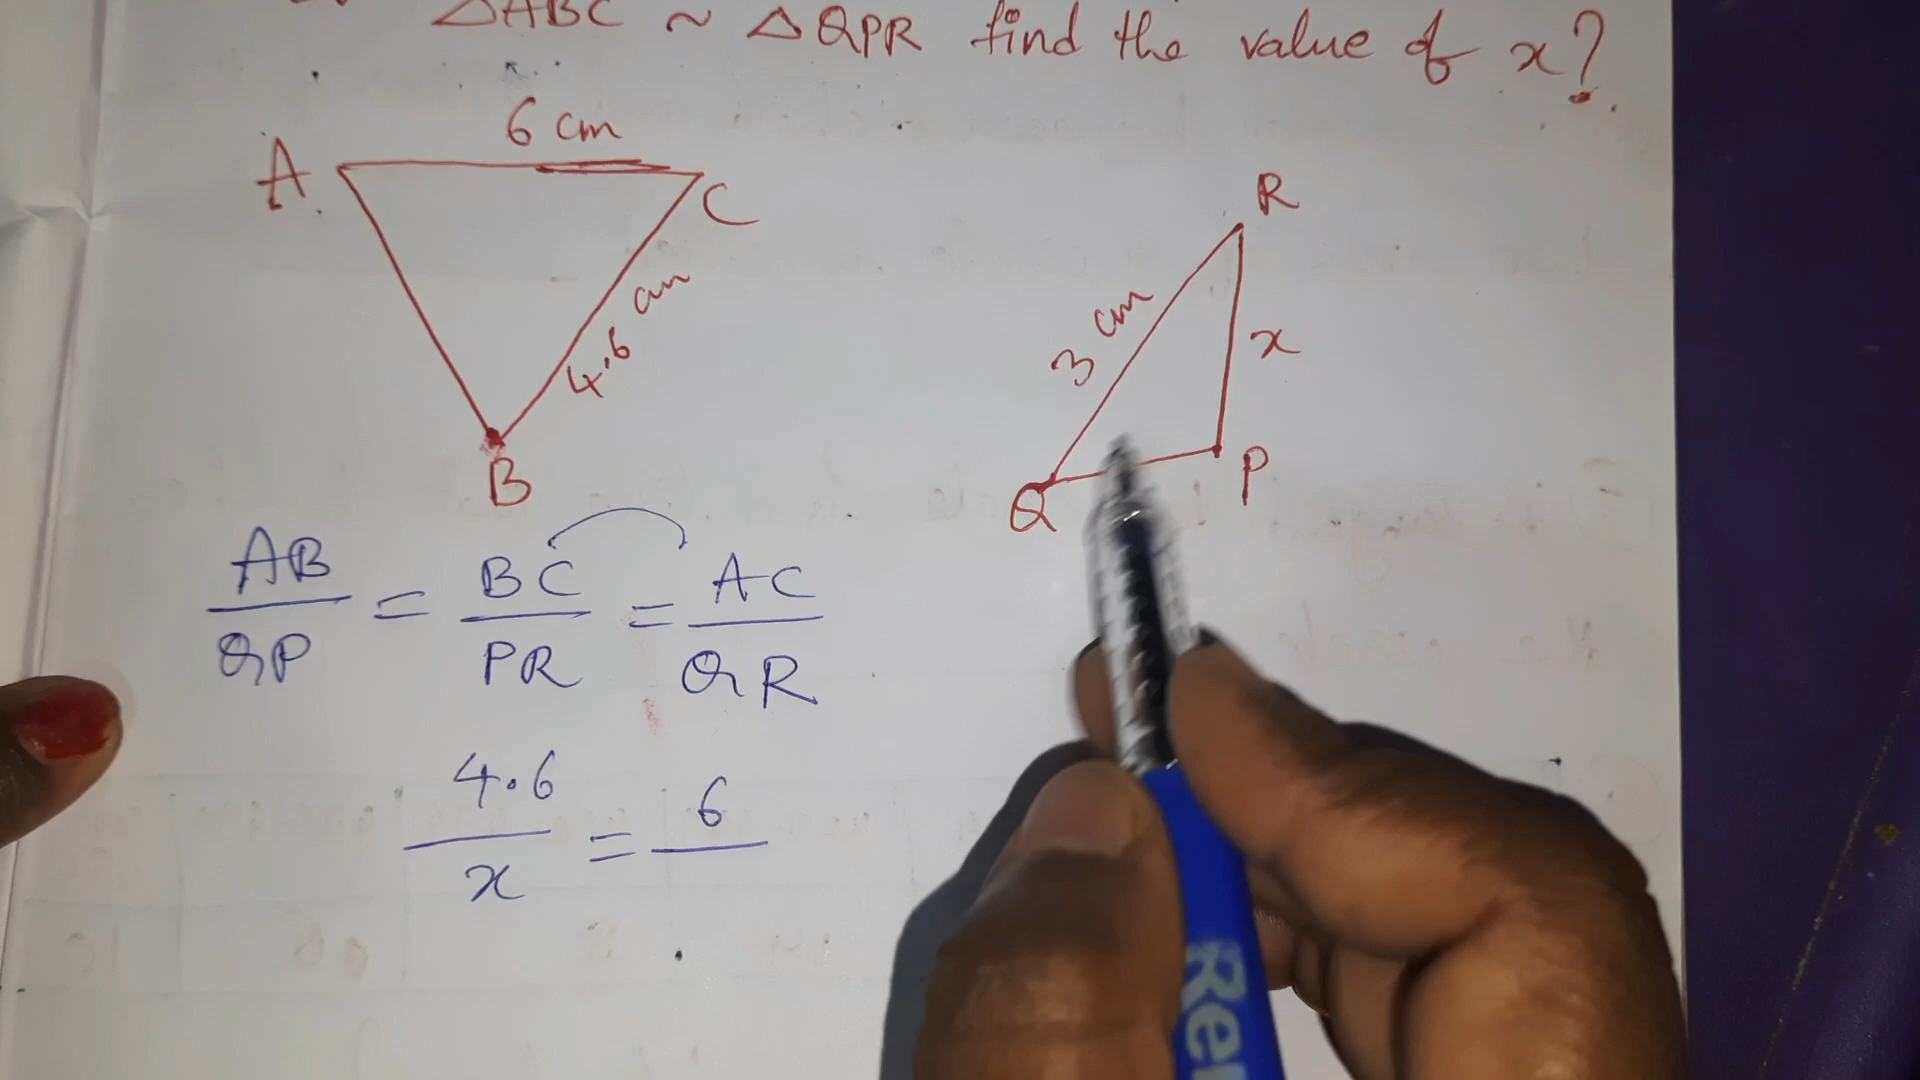 △ABC ~ △QPR find the value of x?
6 cm
A
C
4.6 cm
B
R
3 cm
x
Q
P
AB/QP = BC/PR = AC/QR
4.6/x = 6/